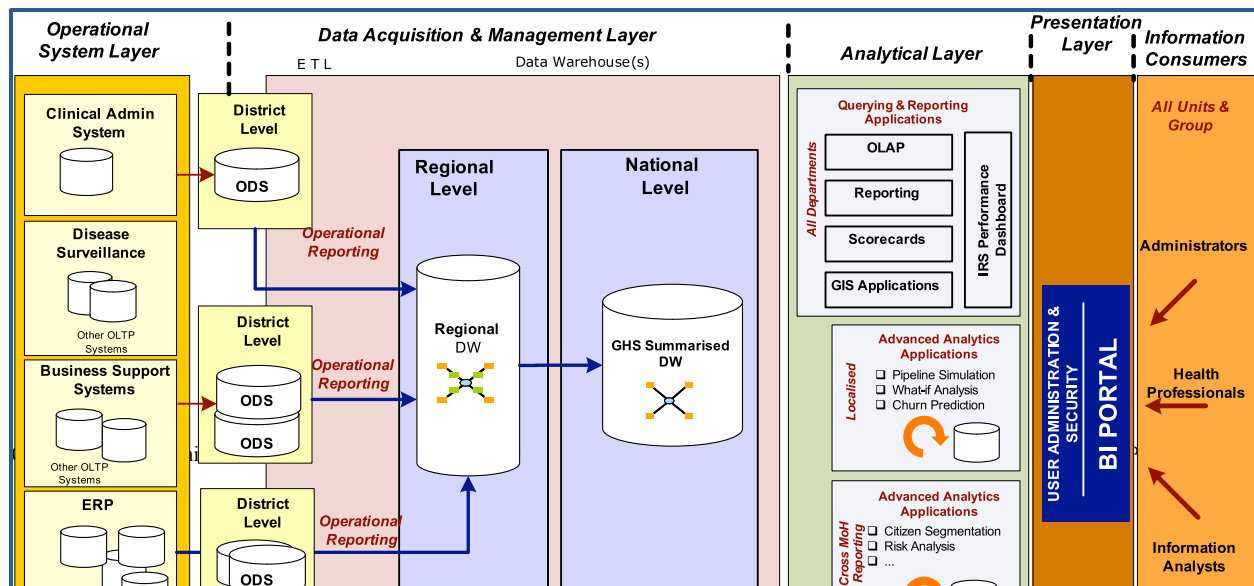 Operational
System Layer
Data Acquisition & Management Layer
E T L
Data Warehouse(s)
Analytical Layer
Presentation
Layer
Information
Consumers
Clinical Admin
System
Disease
Surveillance
Other OLTP
Systems
Business Support
Systems
Other OLTP
Systems
ERP
District
Level
ODS
District
Level
ODS
ODS
District
Level
ODS
Operational
Reporting
Operational
Reporting
Operational
Reporting
Regional
Level
Regional
DW
National
Level
GHS Summarised
DW
Querying & Reporting
Applications
All Departments
OLAP
Reporting
Scorecards
GIS Applications
IRS Performance
Dashboard
Advanced Analytics
Applications
Localised
❑ Pipeline Simulation
❑ What-if Analysis
❑ Churn Prediction
Advanced Analytics
Applications
Cross MoH
Reporting
❑ Citizen Segmentation
❑ Risk Analysis
❑ ...
USER ADMINISTRATION &
SECURITY
BI PORTAL
All Units &
Group
Administrators
Health
Professionals
Information
Analysts